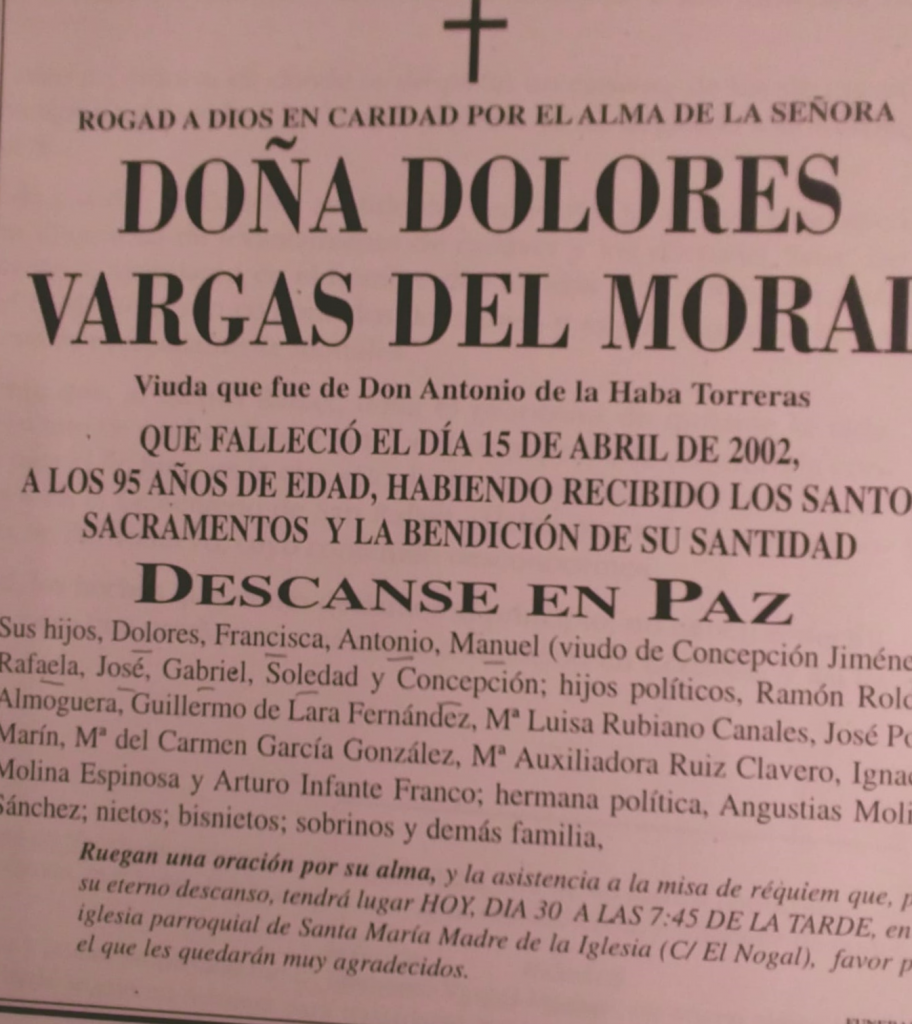 ROGAD A DIOS EN CARIDAD POR EL ALMA DE LA SEÑORA
DOÑA DOLORES
VARGAS DEL MORAL
Viuda que fue de Don Antonio de la Haba Torreras
QUE FALLECIÓ EL DÍA 15 DE ABRIL DE 2002,
A LOS 95 AÑOS DE EDAD, HABIENDO RECIBIDO LOS SANTO
SACRAMENTOS Y LA BENDICIÓN DE SU SANTIDAD
DESCANSE EN PAZ
Sus hijos, Dolores, Francisca, Antonio, Manuel (viudo de Concepción Jiméne
Rafaela, José, Gabriel, Soledad y Concepción; hijos políticos, Ramón Rold
Almoguera, Guillermo de Lara Fernández, Mª Luisa Rubiano Canales, José Po
Marín, Mª del Carmen García González, Mª Auxiliadora Ruiz Clavero, Ignac
Molina Espinosa y Arturo Infante Franco; hermana política, Angustias Moli
Sánchez; nietos; bisnietos; sobrinos y demás familia,
Ruegan una oración por su alma, y la asistencia a la misa de réquiem que, p
su eterno descanso, tendrá lugar HOY, DIA 30 A LAS 7:45 DE LA TARDE, en
iglesia parroquial de Santa María Madre de la Iglesia (C/ El Nogal), favor p
el que les quedarán muy agradecidos.